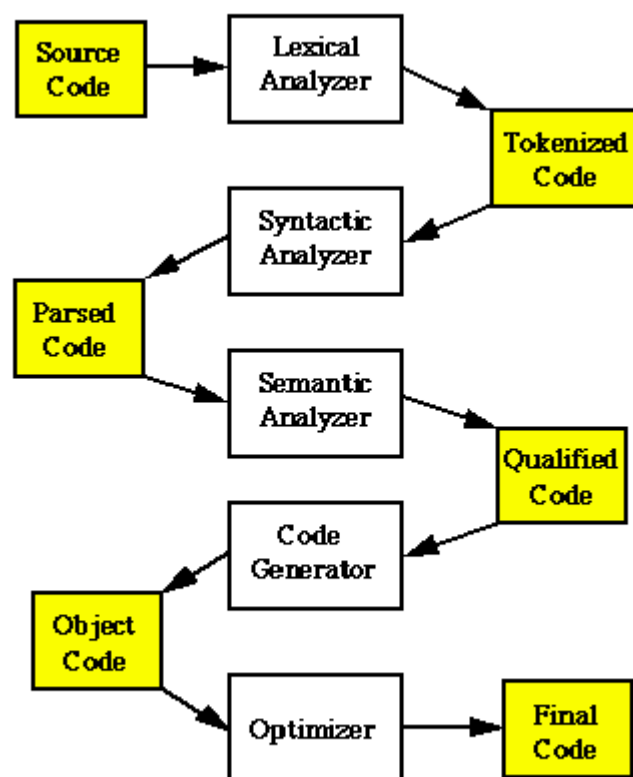 Source
Code
Lexical
Analyzer
Tokenized
Code
Syntactic
Analyzer
Parsed
Code
Semantic
Analyzer
Qualified
Code
Code
Generator
Object
Code
Optimizer
Final
Code